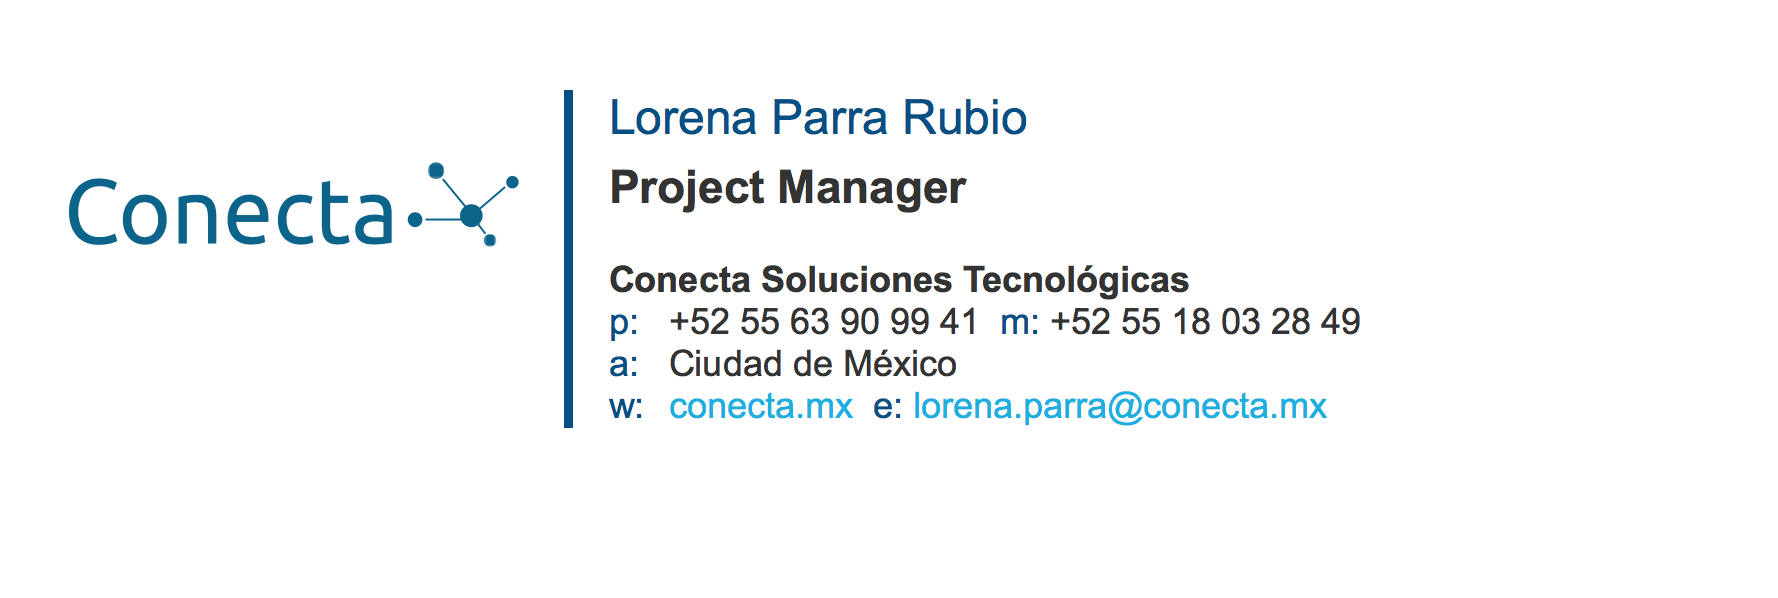 Conecta
Lorena Parra Rubio
Project Manager
Conecta Soluciones Tecnológicas
p: +52 55 63 90 99 41 m: +52 55 18 03 28 49
a: Ciudad de México
w: conecta.mx e: lorena.parra@conecta.mx